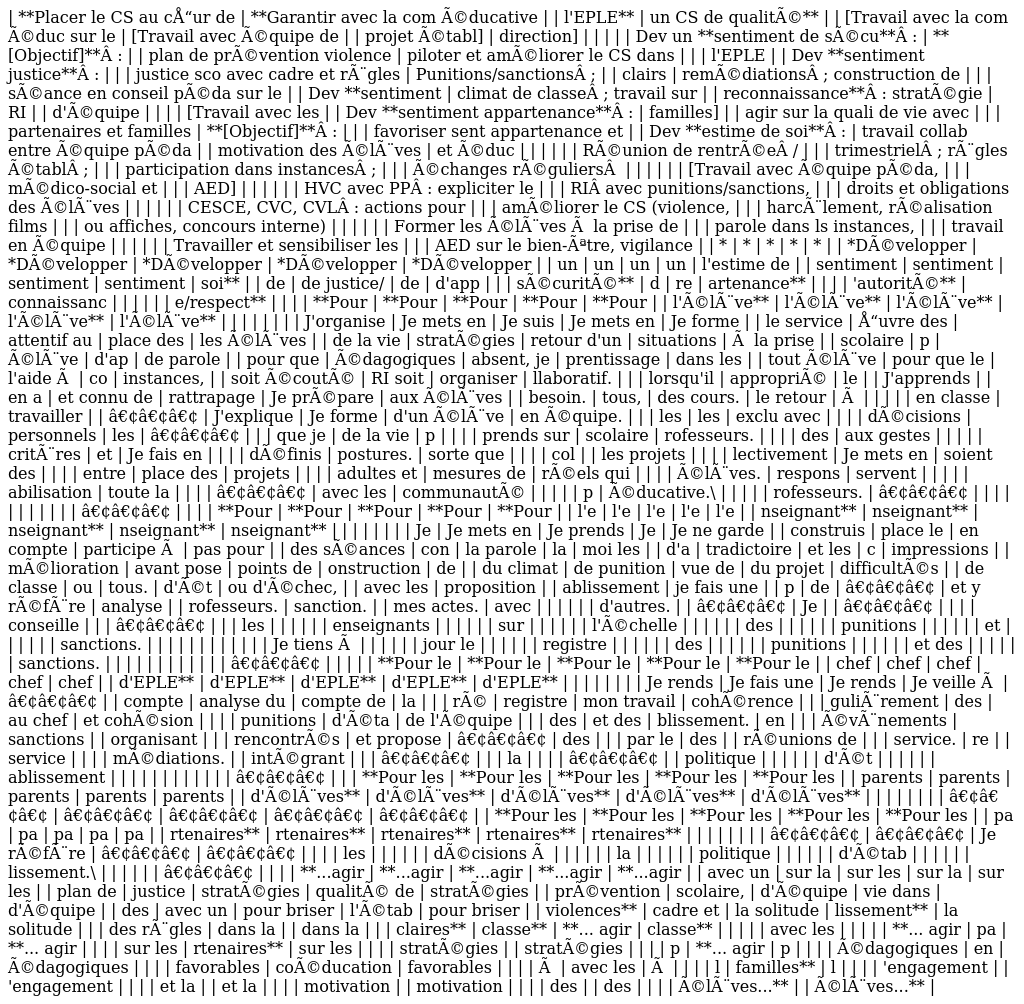 | **Placer le CS au cÅ“ur de | **Garantir avec la com Ã©ducative | | l'EPLE** | un CS de qualitÃ©** | | [Travail avec la com
Ã©duc sur le | [Travail avec Ã©quipe de | | projet Ã©tabl] | direction] | | | | | Dev un **sentiment de sÃ©cu**Â : | **
[Objectif]**Â : | | plan de prÃ©vention violence | piloter et amÃ©liorer le CS dans | | | l'EPLE | | Dev **sentiment
justice**Â : | | | justice sco avec cadre et rÃ¨gles | Punitions/sanctionsÂ ; | | clairs | remÃ©diationsÂ ; construction de | | |
sÃ©ance en conseil pÃ©da sur le | | Dev **sentiment | climat de classeÂ ; travail sur | | reconnaissance**Â : stratÃ©gie |
RI | | d'Ã©quipe | | | | [Travail avec les | | Dev **sentiment appartenance**Â : | familles] | | agir sur la quali de vie avec | | |
partenaires et familles | **[Objectif]**Â : | | | favoriser sent appartenance et | | Dev **estime de soi**Â : | travail collab
entre Ã©quipe pÃ©da | | motivation des Ã©lÃ¨ves | et Ã©duc | | | | | | RÃ©union de rentrÃ©eÂ / | | |
trimestrielÂ ; rÃ¨gles Ã©tablÂ ; | | | participation dans instancesÂ ; | | | Ã©changes rÃ©guliersÂ | | | | | | [Travail avec Ã©quipe pÃ©da, | | |
mÃ©dico-social et | | | AED] | | | | | | HVC avec PPÂ : expliciter le | | | RIÂ avec punitions/sanctions, | | |
droits et obligations des Ã©lÃ¨ves | | | | | | CESCE, CVC, CVLÂ : actions pour | | | amÃ©liorer le CS (violence, | | |
harcÃ¨lement, rÃ©alisation films | | | ou affiches, concours interne) | | | | | | Former les Ã©lÃ¨ves Ã  la prise de | | |
parole dans ls instances, | | | travail en Ã©quipe | | | | | | Travailler et sensibiliser les | | | AED sur le bien-Ãªtre, vigilance | | * | * | * | * | * | | *DÃ©velopper |
*DÃ©velopper | *DÃ©velopper | *DÃ©velopper | *DÃ©velopper | | un | un | un | un | l'estime de | | sentiment | sentiment |
sentiment | sentiment | soi** | | de | de justice/ | de | d'app | | | sÃ©curitÃ©** | d | re | artenance** | | | | 'autoritÃ©** |
connaissanc | | | | | | e/respect** | | | | **Pour | **Pour | **Pour | **Pour | **Pour | | l'Ã©lÃ¨ve** | l'Ã©lÃ¨ve** | l'Ã©lÃ¨ve** |
l'Ã©lÃ¨ve** | l'Ã©lÃ¨ve** | | | | | | | | J'organise | Je mets en | Je suis | Je mets en | Je forme | | le service | Å“uvre des |
attentif au | place des | les Ã©lÃ¨ves | | de la vie | stratÃ©gies | retour d'un | situations | Ã  la prise | | scolaire | p |
Ã©lÃ¨ve | d'ap | de parole | | pour que | Ã©dagogiques | absent, je | prentissage | dans les | | tout Ã©lÃ¨ve | pour que le |
l'aide Ã  | co | instances, | | soit Ã©coutÃ© | RI soit | organiser | llaboratif. | | | lorsqu'il | appropriÃ© | le | | J'apprends | | en a | et connu de | rattrapage | Je prÃ©pare | aux Ã©lÃ¨ves | | besoin. | tous, | des cours. | le retour | Ã  | | | | en classe |
travailler | | â€¢â€¢â€¢ | J'explique | Je forme | d'un Ã©lÃ¨ve | en Ã©quipe. | | | les | les | exclu avec | | | | dÃ©cisions |
personnels | les | â€¢â€¢â€¢ | | | que je | de la vie | p | | | | prends sur | scolaire | rofesseurs. | | | | des | aux gestes | | | | |
critÃ¨res | et | Je fais en | | | | dÃ©finis | postures. | sorte que | | | | col | | les projets | | | | lectivement | Je mets en | soient
des | | | | entre | place des | projets | | | | adultes et | mesures de | rÃ©els qui | | | | Ã©lÃ¨ves. | respons | servent | | | | |
abilisation | toute la | | | | â€¢â€¢â€¢ | avec les | communautÃ© | | | | | p | Ã©ducative.\ | | | | | rofesseurs. | â€¢â€¢â€¢ | | | |
| | | | | | | â€¢â€¢â€¢ | | | | **Pour | **Pour | **Pour | **Pour | **Pour | | l'e | l'e | l'e | l'e | l'e | | nseignant** | nseignant** |
nseignant** | nseignant** | nseignant** | | | | | | | | Je | Je mets en | Je prends | Je | Je ne garde | | construis | place le | en
compte | participe Ã  | pas pour | | des sÃ©ances | con | la parole | la | moi les | | d'a | tradictoire | et les | c | impressions |
| mÃ©lioration | avant pose | points de | onstruction | de | | du climat | de punition | vue de | du projet | difficultÃ©s |
| de classe | ou | tous. | d'Ã©t | ou d'Ã©chec, | | avec les | proposition | | ablissement | je fais une | | p | de | â€¢â€¢â€¢ | et y
rÃ©fÃ¨re | analyse | | rofesseurs. | sanction. | | mes actes. | avec | | | | | | d'autres. | | â€¢â€¢â€¢ | Je | | â€¢â€¢â€¢ | | | |
conseille | | | â€¢â€¢â€¢ | | | les | | | | | | enseignants | | | | | | sur | | | | | | l'Ã©chelle | | | | | | des | | | | | | punitions | | | | | | et |
| | | | | sanctions. | | | | | | | | | | | | Je tiens Ã  | | | | | | jour le | | | | | | registre | | | | | | des | | | | | | punitions | | | | | | et des | | | | |
| sanctions. | | | | | | | | | | | | â€¢â€¢â€¢ | | | | | **Pour le | **Pour le | **Pour le | **Pour le | **Pour le | | chef | chef | chef |
chef | chef | | d'EPLE** | d'EPLE** | d'EPLE** | d'EPLE** | d'EPLE** | | | | | | | | Je rends | Je fais une | Je rends | Je veille Ã  |
â€¢â€¢â€¢ | | compte | analyse du | compte de | la | | | rÃ© | registre | mon travail | cohÃ©rence | | | guliÃ¨rement | des |
au chef | et cohÃ©sion | | | | punitions | d'Ã©ta | de l'Ã©quipe | | | des | et des | blissement. | en | | | Ã©vÃ¨nements |
sanctions | | organisant | | | rencontrÃ©s | et propose | â€¢â€¢â€¢ | des | | | par le | des | | rÃ©unions de | | | service. | re | |
service | | | | mÃ©diations. | | intÃ©grant | | | â€¢â€¢â€¢ | | | la | | | | â€¢â€¢â€¢ | | politique | | | | | | d'Ã©t | | | | | |
ablissement | | | | | | | | | | | | â€¢â€¢â€¢ | | | **Pour les | **Pour les | **Pour les | **Pour les | **Pour les | | parents | parents |
parents | parents | parents | | d'Ã©lÃ¨ves** | d'Ã©lÃ¨ves** | d'Ã©lÃ¨ves** | d'Ã©lÃ¨ves** | d'Ã©lÃ¨ves** | | | | | | | | â€¢â€
¢â€¢ | â€¢â€¢â€¢ | â€¢â€¢â€¢ | â€¢â€¢â€¢ | â€¢â€¢â€¢ | | **Pour les | **Pour les | **Pour les | **Pour les | **Pour les | | pa
| pa | pa | pa | pa | | rtenaires** | rtenaires** | rtenaires** | rtenaires** | rtenaires** | | | | | | | | â€¢â€¢â€¢ | â€¢â€¢â€¢ | Je
rÃ©fÃ¨re | â€¢â€¢â€¢ | â€¢â€¢â€¢ | | | | les | | | | | | dÃ©cisions Ã  | | | | | | la | | | | | | politique | | | | | | d'Ã©tab | | | | | |
lissement.\ | | | | | | â€¢â€¢â€¢ | | | | **...agir | **...agir | **...agir | **...agir | **...agir | | avec un | sur la | sur les | sur la | sur
les | | plan de | justice | stratÃ©gies | qualitÃ© de | stratÃ©gies | | prÃ©vention | scolaire, | d'Ã©quipe | vie dans |
d'Ã©quipe | | des | avec un | pour briser | l'Ã©tab | pour briser | | violences** | cadre et | la solitude | lissement** | la
solitude | | | des rÃ¨gles | dans la | | dans la | | | claires** | classe** | **... agir | classe** | | | | | avec les | | | | | **... agir | pa |
**... agir | | | | sur les | rtenaires** | sur les | | | | stratÃ©gies | | stratÃ©gies | | | | p | **... agir | p | | | | Ã©dagogiques | en |
Ã©dagogiques | | | | favorables | coÃ©ducation | favorables | | | | Ã  | avec les | Ã  | | | | l | familles** | l | | | | 'engagement | |
'engagement | | | | et la | | et la | | | | motivation | | motivation | | | | des | | des | | | | Ã©lÃ¨ves...** | | Ã©lÃ¨ves...** |